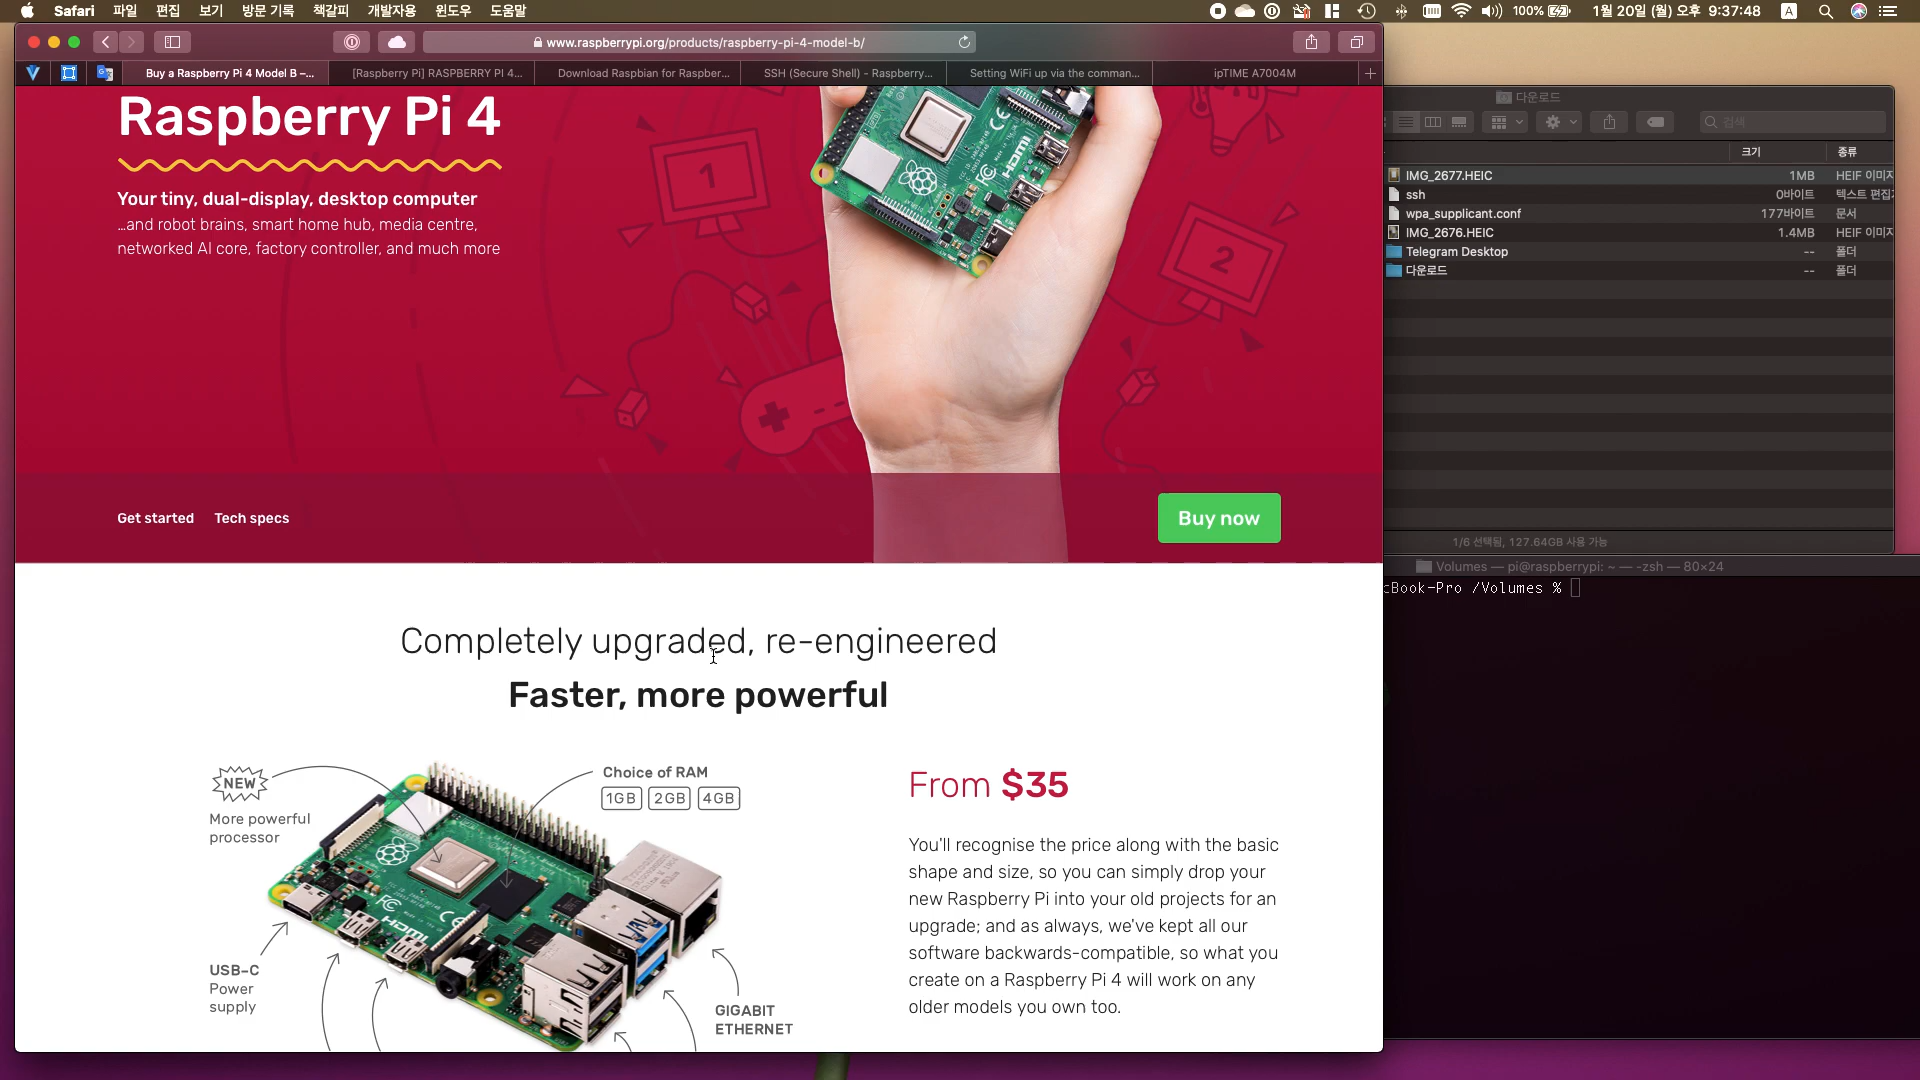 Safari 파일 편집 보기 방문 기록 책갈피 개발자용 윈도우 도움말 100% 1월 20일 (월) 오후 9:37:48 A
www.raspberrypi.org/products/raspberry-pi-4-model-b/
Buy a Raspberry Pi 4 Model B –... [Raspberry Pi] RASPBERRY PI 4... Download Raspbian for Raspber... SSH (Secure Shell) - Raspberry... Setting WiFi up via the comman... ipTIME A7004M
Raspberry Pi 4
Your tiny, dual-display, desktop computer
...and robot brains, smart home hub, media centre,
networked AI core, factory controller, and much more
1
2
HDMI
Get started Tech specs Buy now
Completely upgraded, re-engineered
Faster, more powerful
NEW
More powerful
processor
Choice of RAM
1GB 2GB 4GB
USB-C
Power
supply
HDMI
GIGABIT
ETHERNET
From $35
You'll recognise the price along with the basic
shape and size, so you can simply drop your
new Raspberry Pi into your old projects for an
upgrade; and as always, we've kept all our
software backwards-compatible, so what you
create on a Raspberry Pi 4 will work on any
older models you own too.
다운로드
검색
크기 종류
IMG_2677.HEIC 1MB HEIF 이미지
ssh 0바이트 텍스트 편집기
wpa_supplicant.conf 177바이트 문서
IMG_2676.HEIC 1.4MB HEIF 이미지
Telegram Desktop -- 폴더
다운로드 -- 폴더
1/6 선택됨, 127.64GB 사용 가능
Volumes — pi@raspberrypi: ~ — -zsh — 80×24
cBook-Pro /Volumes %